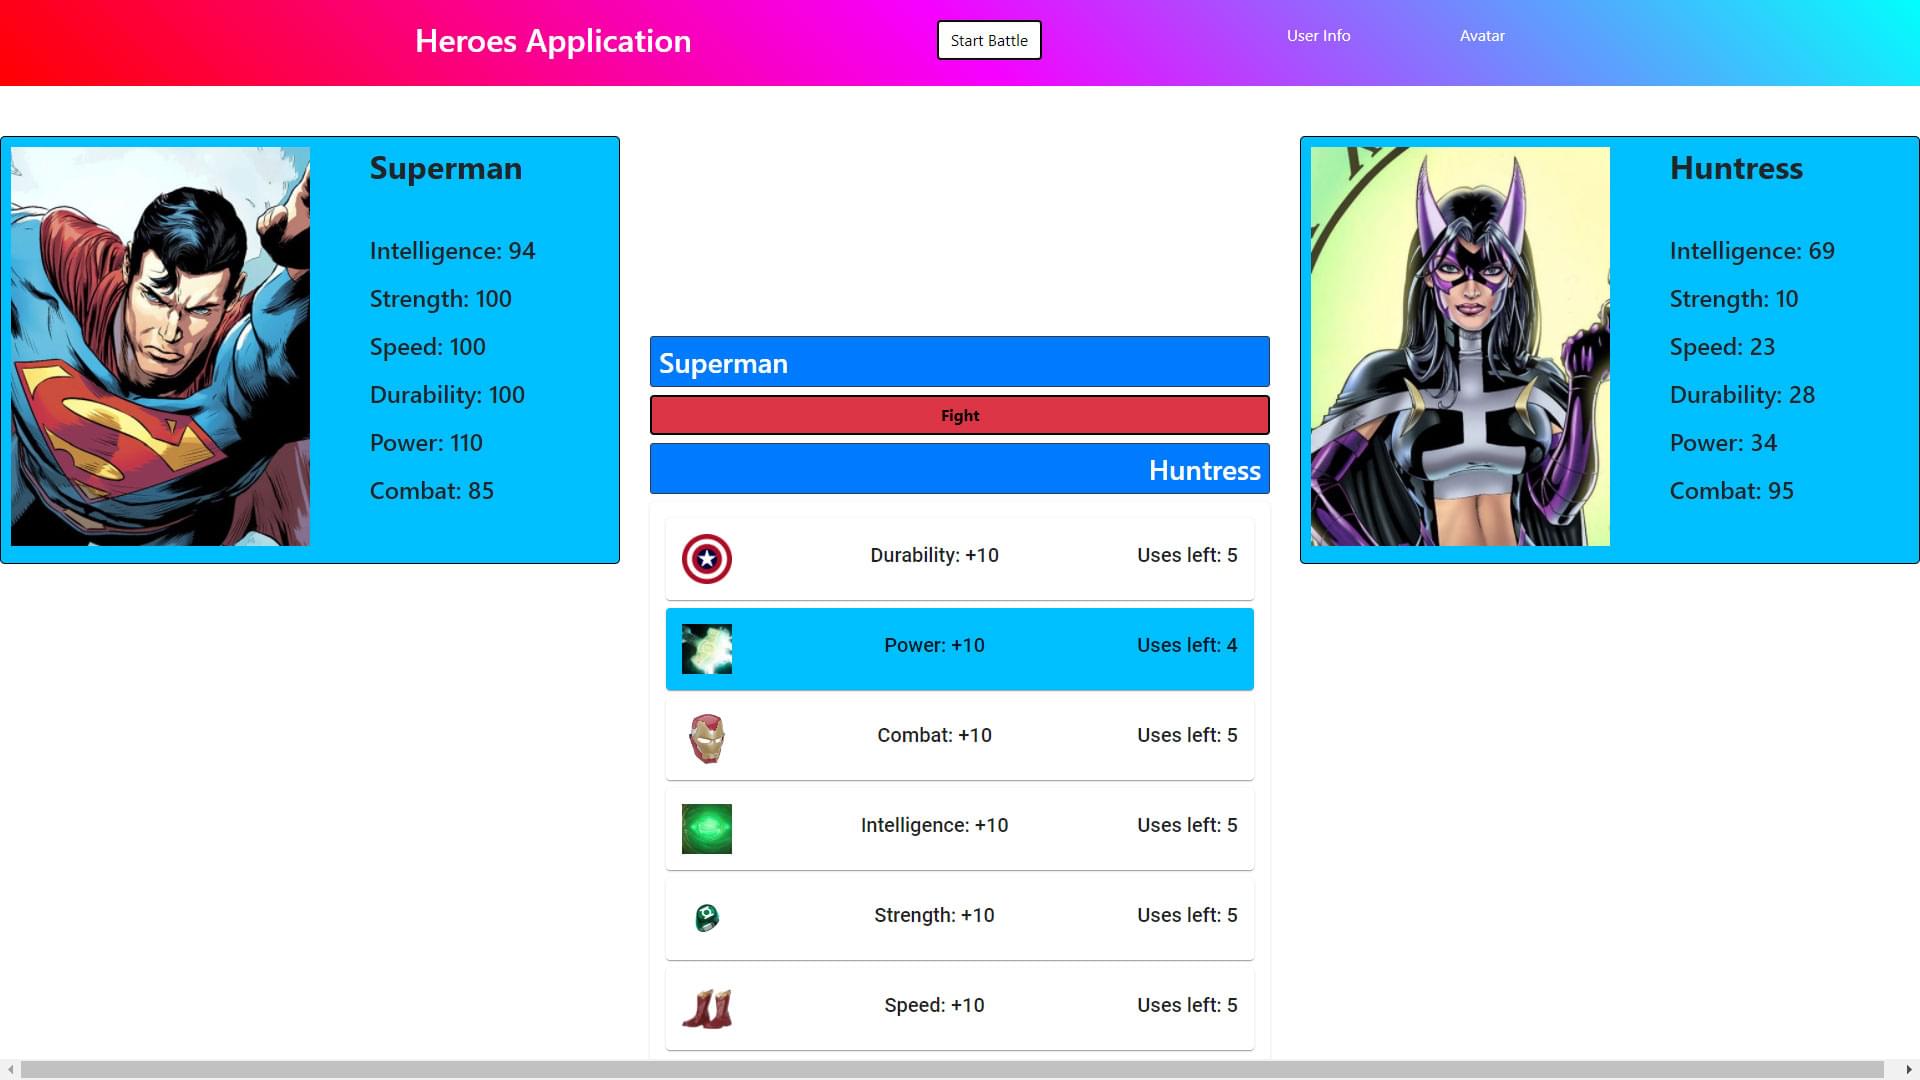 Heroes Application
Start Battle
User Info
Avatar
Superman
Intelligence: 94
Strength: 100
Speed: 100
Durability: 100
Power: 110
Combat: 85
Superman
Fight
Huntress
Durability: +10
Uses left: 5
Power: +10
Uses left: 4
Combat: +10
Uses left: 5
Intelligence: +10
Uses left: 5
Strength: +10
Uses left: 5
Speed: +10
Uses left: 5
Huntress
Intelligence: 69
Strength: 10
Speed: 23
Durability: 28
Power: 34
Combat: 95